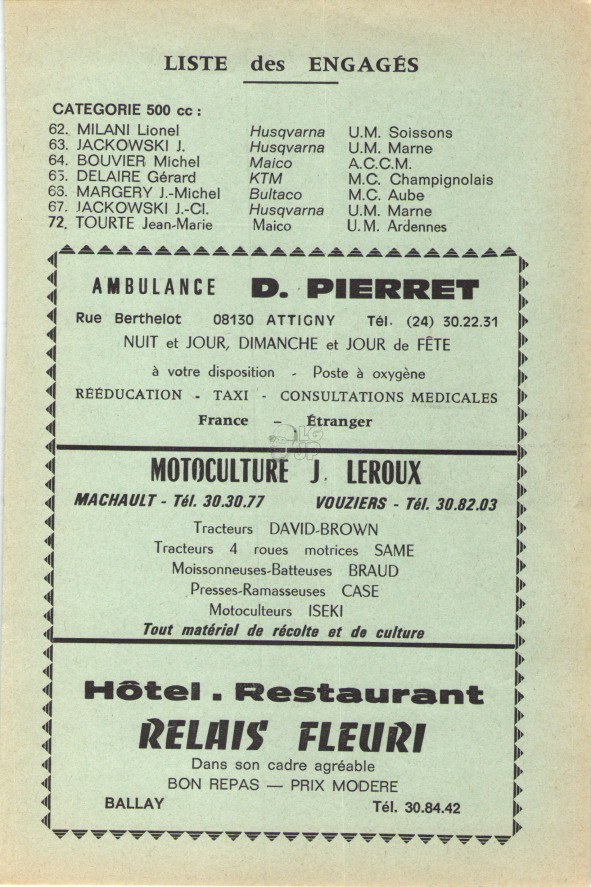 LISTE des ENGAGÉS
CATEGORIE 500 cc :
62. MILANI Lionel Husqvarna U.M. Soissons
63. JACKOWSKI J. Husqvarna U.M. Marne
64. BOUVIER Michel Maico A.C.C.M.
65. DELAIRE Gérard KTM M.C. Champignolais
66. MARGERY J.-Michel Bultaco M.C. Aube
67. JACKOWSKI J.-Cl. Husqvarna U.M. Marne
72. TOURTE Jean-Marie Maico U.M. Ardennes
AMBULANCE D. PIERRET
Rue Berthelot 08130 ATTIGNY Tél. (24) 30.22.31
NUIT et JOUR, DIMANCHE et JOUR de FÊTE
à votre disposition - Poste à oxygène
RÉÉDUCATION - TAXI - CONSULTATIONS MEDICALES
France - Étranger
LG UP
MOTOCULTURE J. LEROUX
MACHAULT - Tél. 30.30.77 VOUZIERS - Tél. 30.82.03
Tracteurs DAVID-BROWN
Tracteurs 4 roues motrices SAME
Moissonneuses-Batteuses BRAUD
Presses-Ramasseuses CASE
Motoculteurs ISEKI
Tout matériel de récolte et de culture
Hôtel . Restaurant
RELAIS FLEURI
Dans son cadre agréable
BON REPAS — PRIX MODERE
BALLAY Tél. 30.84.42